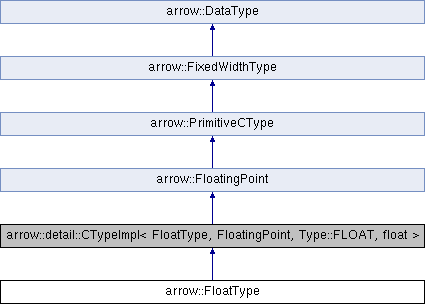 arrow::DataType
arrow::FixedWidthType
arrow::PrimitiveCType
arrow::FloatingPoint
arrow::detail::CTypeImpl< FloatType, FloatingPoint, Type::FLOAT, float >
arrow::FloatType